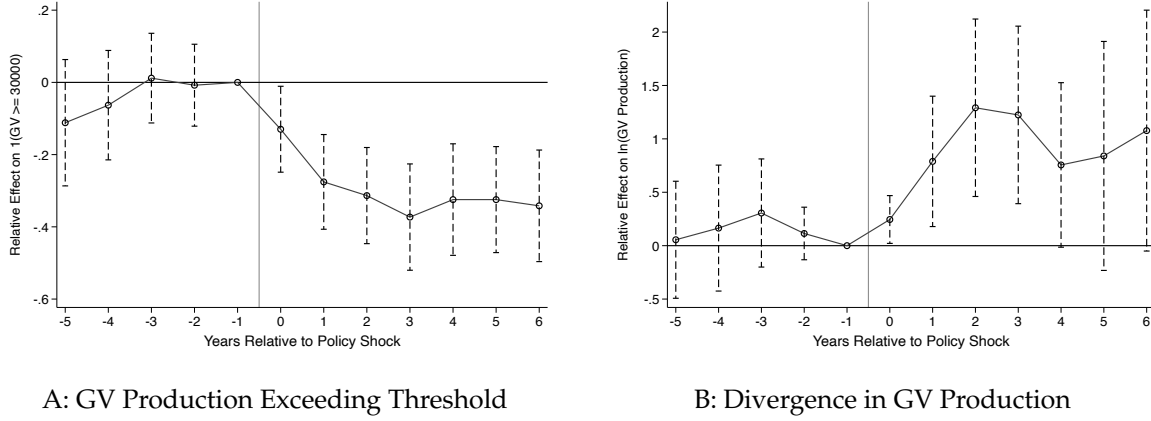 Relative Effect on 1(GV >= 30000)
.2
0
-.2
-.4
-.6
-5 -4 -3 -2 -1 0 1 2 3 4 5 6
Years Relative to Policy Shock
A: GV Production Exceeding Threshold
Relative Effect on ln(GV Production)
2
1.5
1
.5
0
-.5
-5 -4 -3 -2 -1 0 1 2 3 4 5 6
Years Relative to Policy Shock
B: Divergence in GV Production